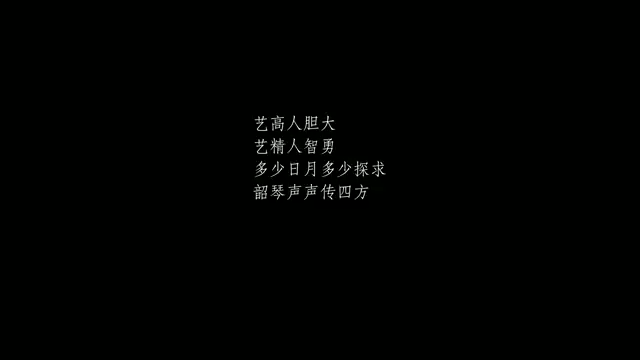 艺高人胆大
艺精人智勇
多少日月多少探求
韶琴声声传四方